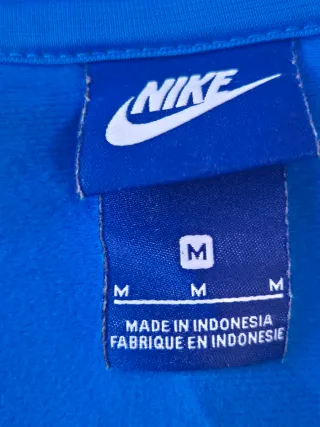 NIKE
M
M M M
MADE IN INDONESIA
FABRIQUE EN INDONESIE